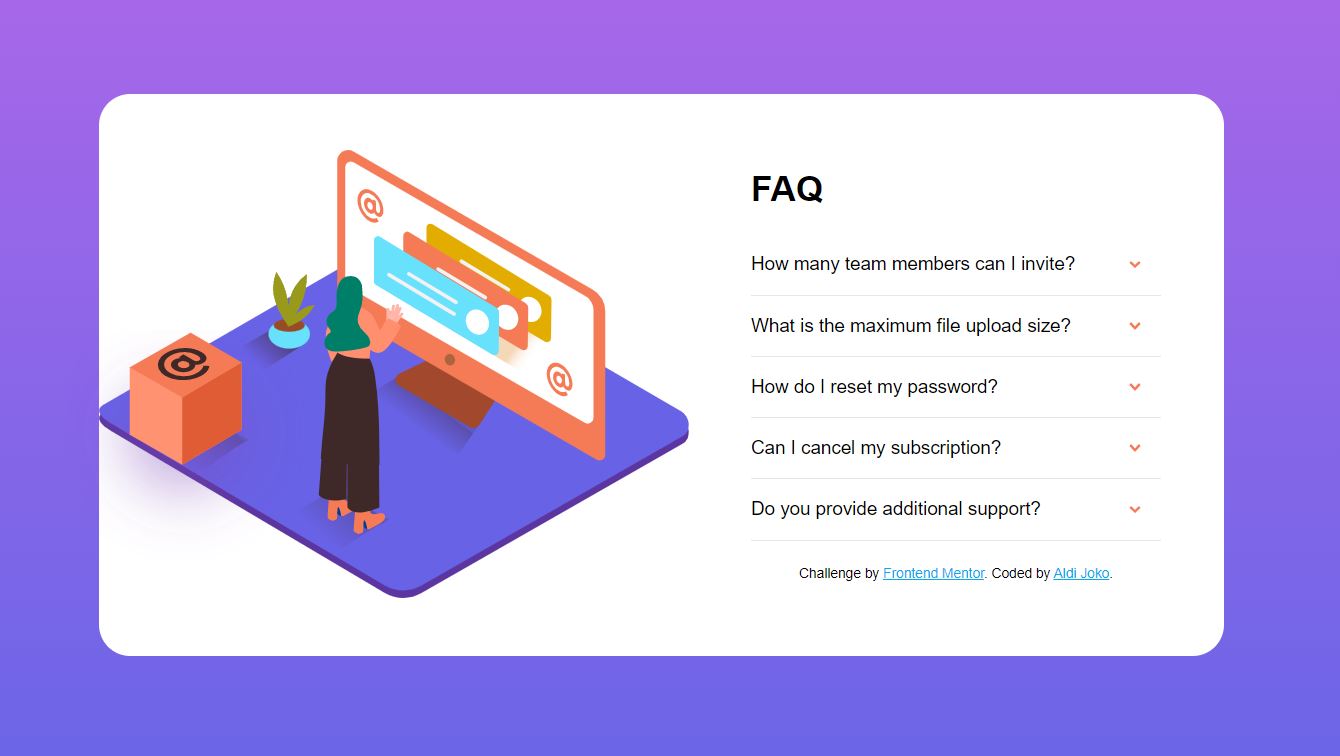 FAQ
How many team members can I invite?
What is the maximum file upload size?
How do I reset my password?
Can I cancel my subscription?
Do you provide additional support?
Challenge by Frontend Mentor. Coded by Aldi Joko.
@
@
@